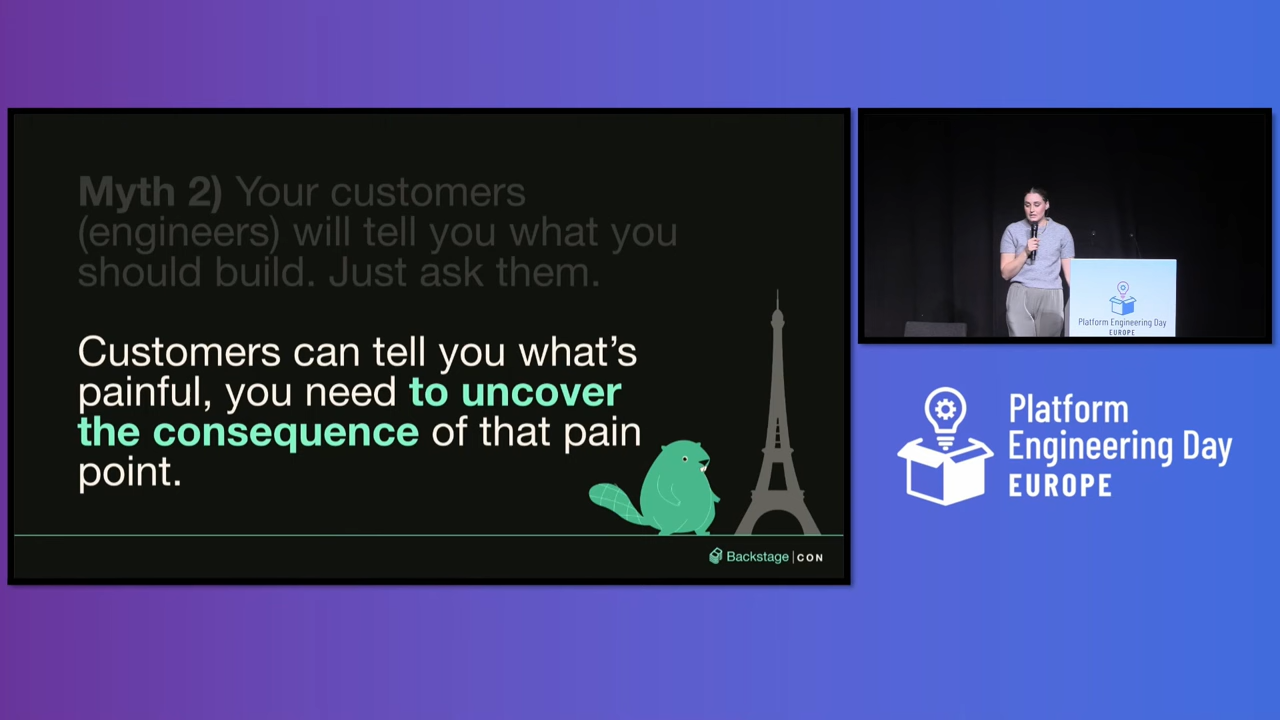 Myth 2) Your customers
(engineers) will tell you what you
should build. Just ask them.
Customers can tell you what’s
painful, you need to uncover
the consequence of that pain
point.
Backstage | CON
Platform Engineering Day
EUROPE
Platform
Engineering Day
EUROPE